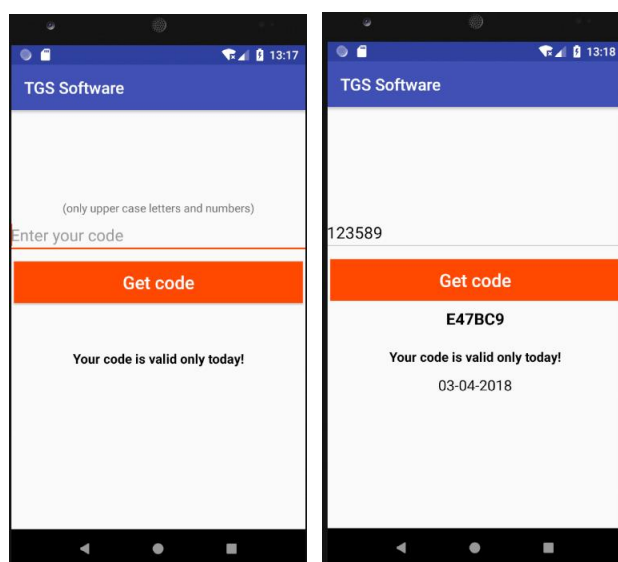 13:17
TGS Software
(only upper case letters and numbers)
Enter your code
Get code
Your code is valid only today!
13:18
TGS Software
123589
Get code
E47BC9
Your code is valid only today!
03-04-2018